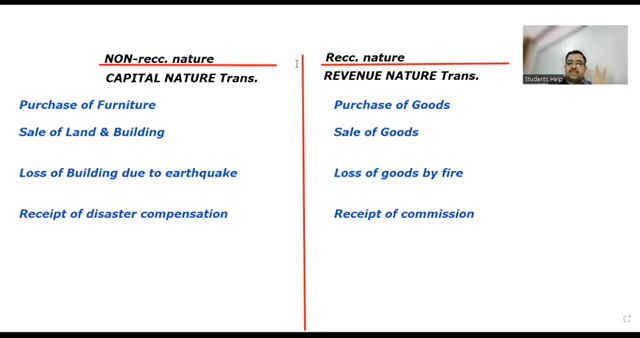 NON-recc. nature
CAPITAL NATURE Trans.
Purchase of Furniture
Sale of Land & Building
Loss of Building due to earthquake
Receipt of disaster compensation
Recc. nature
REVENUE NATURE Trans.
Purchase of Goods
Sale of Goods
Loss of goods by fire
Receipt of commission
Students Help